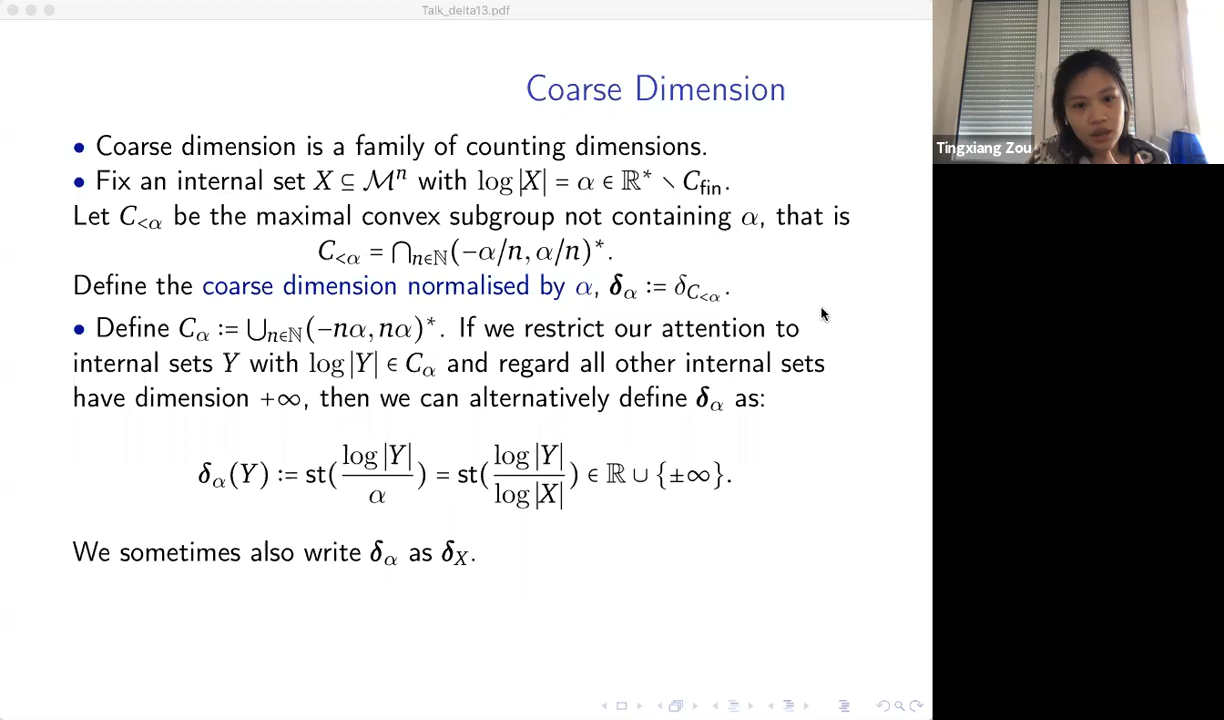 Talk_delta13.pdf
Coarse Dimension
• Coarse dimension is a family of counting dimensions.
• Fix an internal set X ⊆ ℳⁿ with log|X| = α ∈ ℝ* ∖ C_fin.
Let C_{<α} be the maximal convex subgroup not containing α, that is
C_{<α} = ⋂_{n∈ℕ}(−α/n, α/n)*.
Define the coarse dimension normalised by α, δ_α := δ_{C_{<α}}.
• Define C_α := ⋃_{n∈ℕ}(−nα, nα)*. If we restrict our attention to
internal sets Y with log|Y| ∈ C_α and regard all other internal sets
have dimension +∞, then we can alternatively define δ_α as:
δ_α(Y) := st(log|Y| / α) = st(log|Y| / log|X|) ∈ ℝ ∪ {±∞}.
We sometimes also write δ_α as δ_X.
Tingxiang Zou